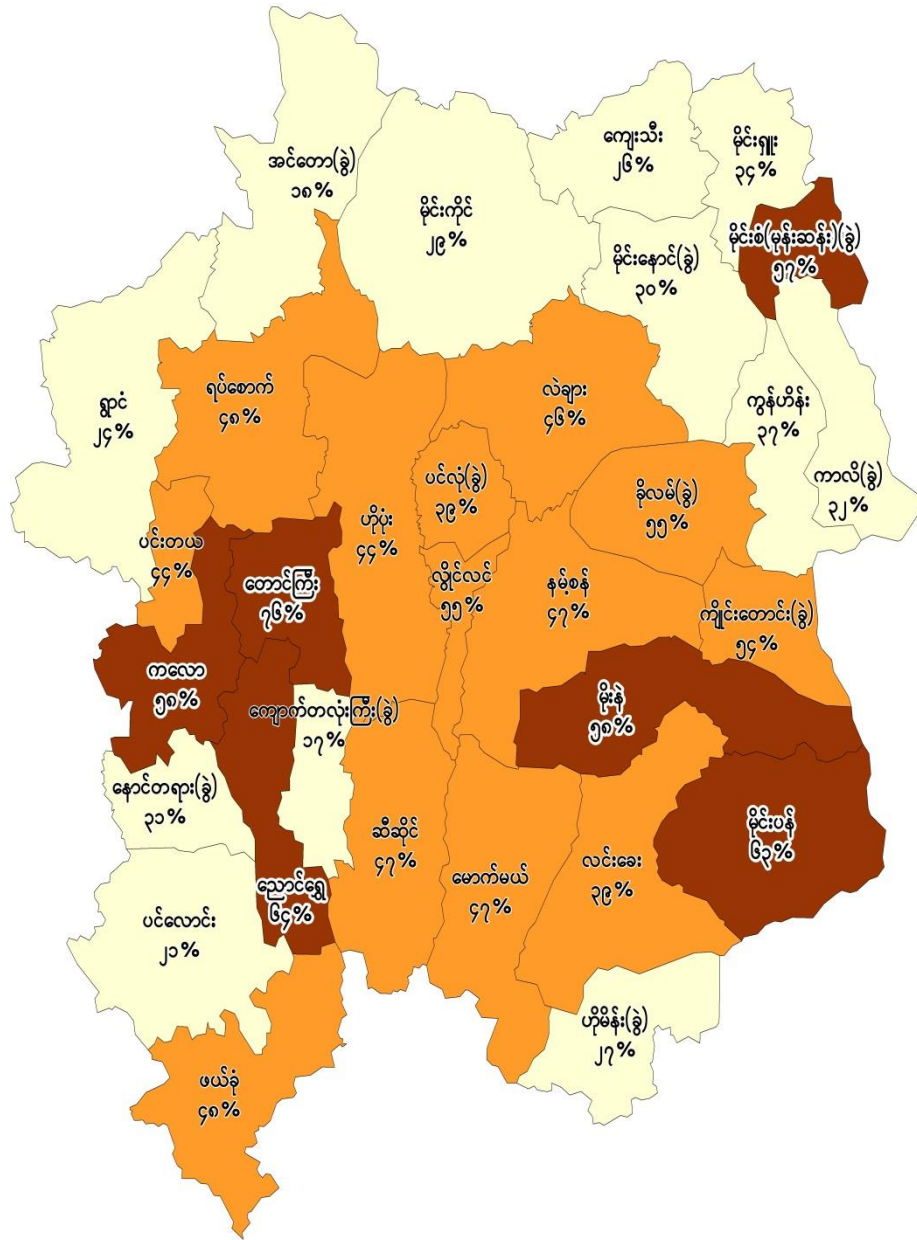 အင်တော(ခွဲ)
၁၈%
ကျေးသီး
၂၆%
မိုင်းရှူး
၃၄%
မိုင်းကိုင်
၂၉%
မိုင်းစံ(မုန်းဆန်း)(ခွဲ)
၅၇%
မိုင်းနောင်(ခွဲ)
၃၀%
ရွာငံ
၂၄%
ရပ်စောက်
၄၈%
လဲချား
၄၆%
ကွန်ဟိန်း
၃၇%
ကာလိ(ခွဲ)
၃၂%
ပင်လုံ(ခွဲ)
၃၉%
ခိုလမ်(ခွဲ)
၅၅%
ပင်းတယ
၄၄%
ဟိုပုံး
၄၄%
တောင်ကြီး
၇၆%
လွိုင်လင်
၅၅%
နမ့်စန်
၄၇%
ကျိုင်းတောင်း(ခွဲ)
၅၄%
ကလော
၅၈%
ကျောက်တလုံးကြီး(ခွဲ)
၁၇%
မိုးနဲ
၅၈%
နောင်တရား(ခွဲ)
၃၁%
ဆီဆိုင်
၄၇%
မောက်မယ်
၄၇%
လင်းခေး
၃၉%
မိုင်းပန်
၆၃%
ညောင်ရွှေ
၆၄%
ပင်လောင်း
၂၁%
ဟိုမိန်း(ခွဲ)
၂၇%
ဖယ်ခုံ
၄၈%